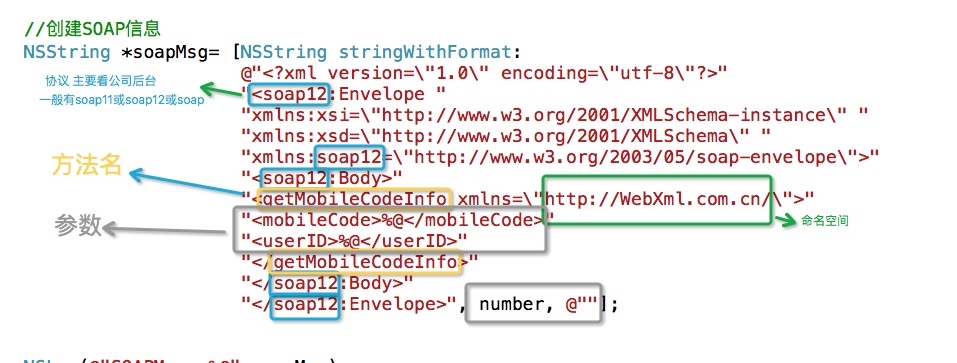 //创建SOAP信息
NSString *soapMsg= [NSString stringWithFormat:
@"<?xml version=\"1.0\" encoding=\"utf-8\"?>"
协议 主要看公司后台
一般有soap11或soap12或soap
"<soap12:Envelope "
"xmlns:xsi=\"http://www.w3.org/2001/XMLSchema-instance\" "
"xmlns:xsd=\"http://www.w3.org/2001/XMLSchema\" "
"xmlns:soap12=\"http://www.w3.org/2003/05/soap-envelope\">"
方法名
"<soap12:Body>"
"<getMobileCodeInfo xmlns=\"http://WebXml.com.cn/\">"
参数
"<mobileCode>%@</mobileCode>"
命名空间
"<userID>%@</userID>"
"</getMobileCodeInfo>"
"</soap12:Body>"
"</soap12:Envelope>", number, @""];